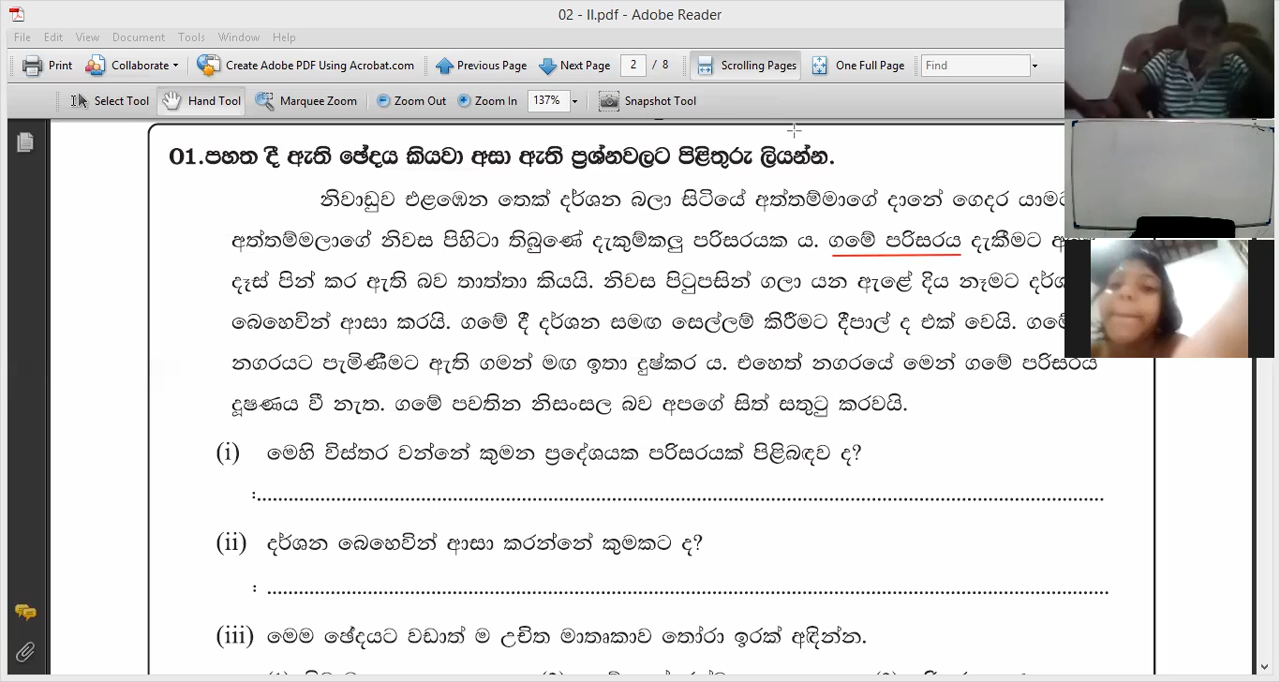 02 - II.pdf - Adobe Reader
File Edit View Document Tools Window Help
Print Collaborate Create Adobe PDF Using Acrobat.com Previous Page Next Page 2 / 8 Scrolling Pages One Full Page Find
Select Tool Hand Tool Marquee Zoom Zoom Out Zoom In 137% Snapshot Tool
01.පහත දී ඇති ඡේදය කියවා අසා ඇති ප්‍රශ්නවලට පිළිතුරු ලියන්න.
නිවාඩුව එළඹෙන තෙක් දර්ශන බලා සිටියේ අත්තම්මාගේ දානේ ගෙදර
අත්තම්මලාගේ නිවස පිහිටා තිබුණේ දැකුම්කලු පරිසරයක ය. ගමේ පරිසරය දැකීමට
දෑස් පින් කර ඇති බව තාත්තා කියයි. නිවස පිටුපසින් ගලා යන ඇළේ දිය නෑමට
බෙහෙවින් ආසා කරයි. ගමේ දී දර්ශන සමඟ සෙල්ලම් කිරීමට දීපාල් ද එක් වෙයි.
නගරයට පැමිණීමට ඇති ගමන් මඟ ඉතා දුෂ්කර ය. එහෙත් නගරයේ මෙන් ගමේ පරිසරය
දූෂණය වී නැත. ගමේ පවතින නිසංසල බව අපගේ සිත් සතුටු කරවයි.
(i) මෙහි විස්තර වන්නේ කුමන ප්‍රදේශයක පරිසරයක් පිළිබඳව ද?
:..........................................................................................
(ii) දර්ශන බෙහෙවින් ආසා කරන්නේ කුමකට ද?
: ..........................................................................................
(iii) මෙම ඡේදයට වඩාත් ම උචිත මාතෘකාව තෝරා ඉරක් අඳින්න.